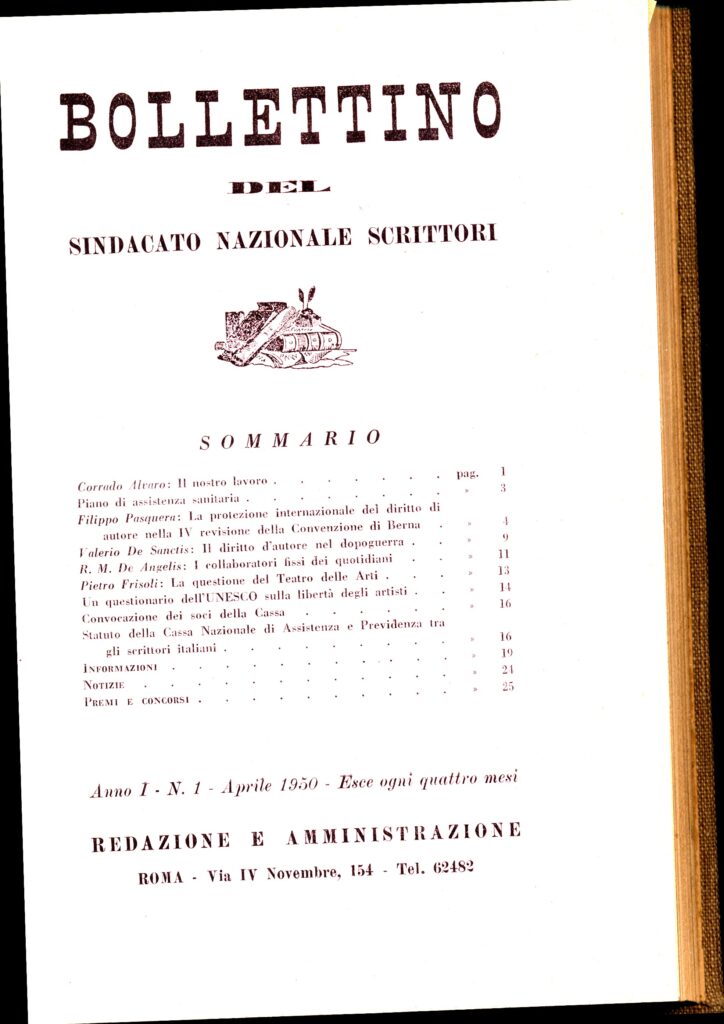 BOLLETTINO
DEL
SINDACATO NAZIONALE SCRITTORI
SOMMARIO
Corrado Alvaro: Il nostro lavoro . . . . . . . pag. 1
Piano di assistenza sanitaria . . . . . . . . » 3
Filippo Pasquera: La protezione internazionale del diritto di
autore nella IV revisione della Convenzione di Berna . » 4
Valerio De Sanctis: Il diritto d'autore nel dopoguerra . . » 9
R. M. De Angelis: I collaboratori fissi dei quotidiani . . » 11
Pietro Frisoli: La questione del Teatro delle Arti . . . » 13
Un questionario dell'UNESCO sulla libertà degli artisti . . » 14
Convocazione dei soci della Cassa . . . . . . » 16
Statuto della Cassa Nazionale di Assistenza e Previdenza tra
gli scrittori italiani . . . . . . . . . » 16
INFORMAZIONI . . . . . . . . . . » 19
NOTIZIE . . . . . . . . . . . » 24
PREMI E CONCORSI . . . . . . . . . » 25
Anno I - N. 1 - Aprile 1950 - Esce ogni quattro mesi
REDAZIONE E AMMINISTRAZIONE
ROMA - Via IV Novembre, 154 - Tel. 62482